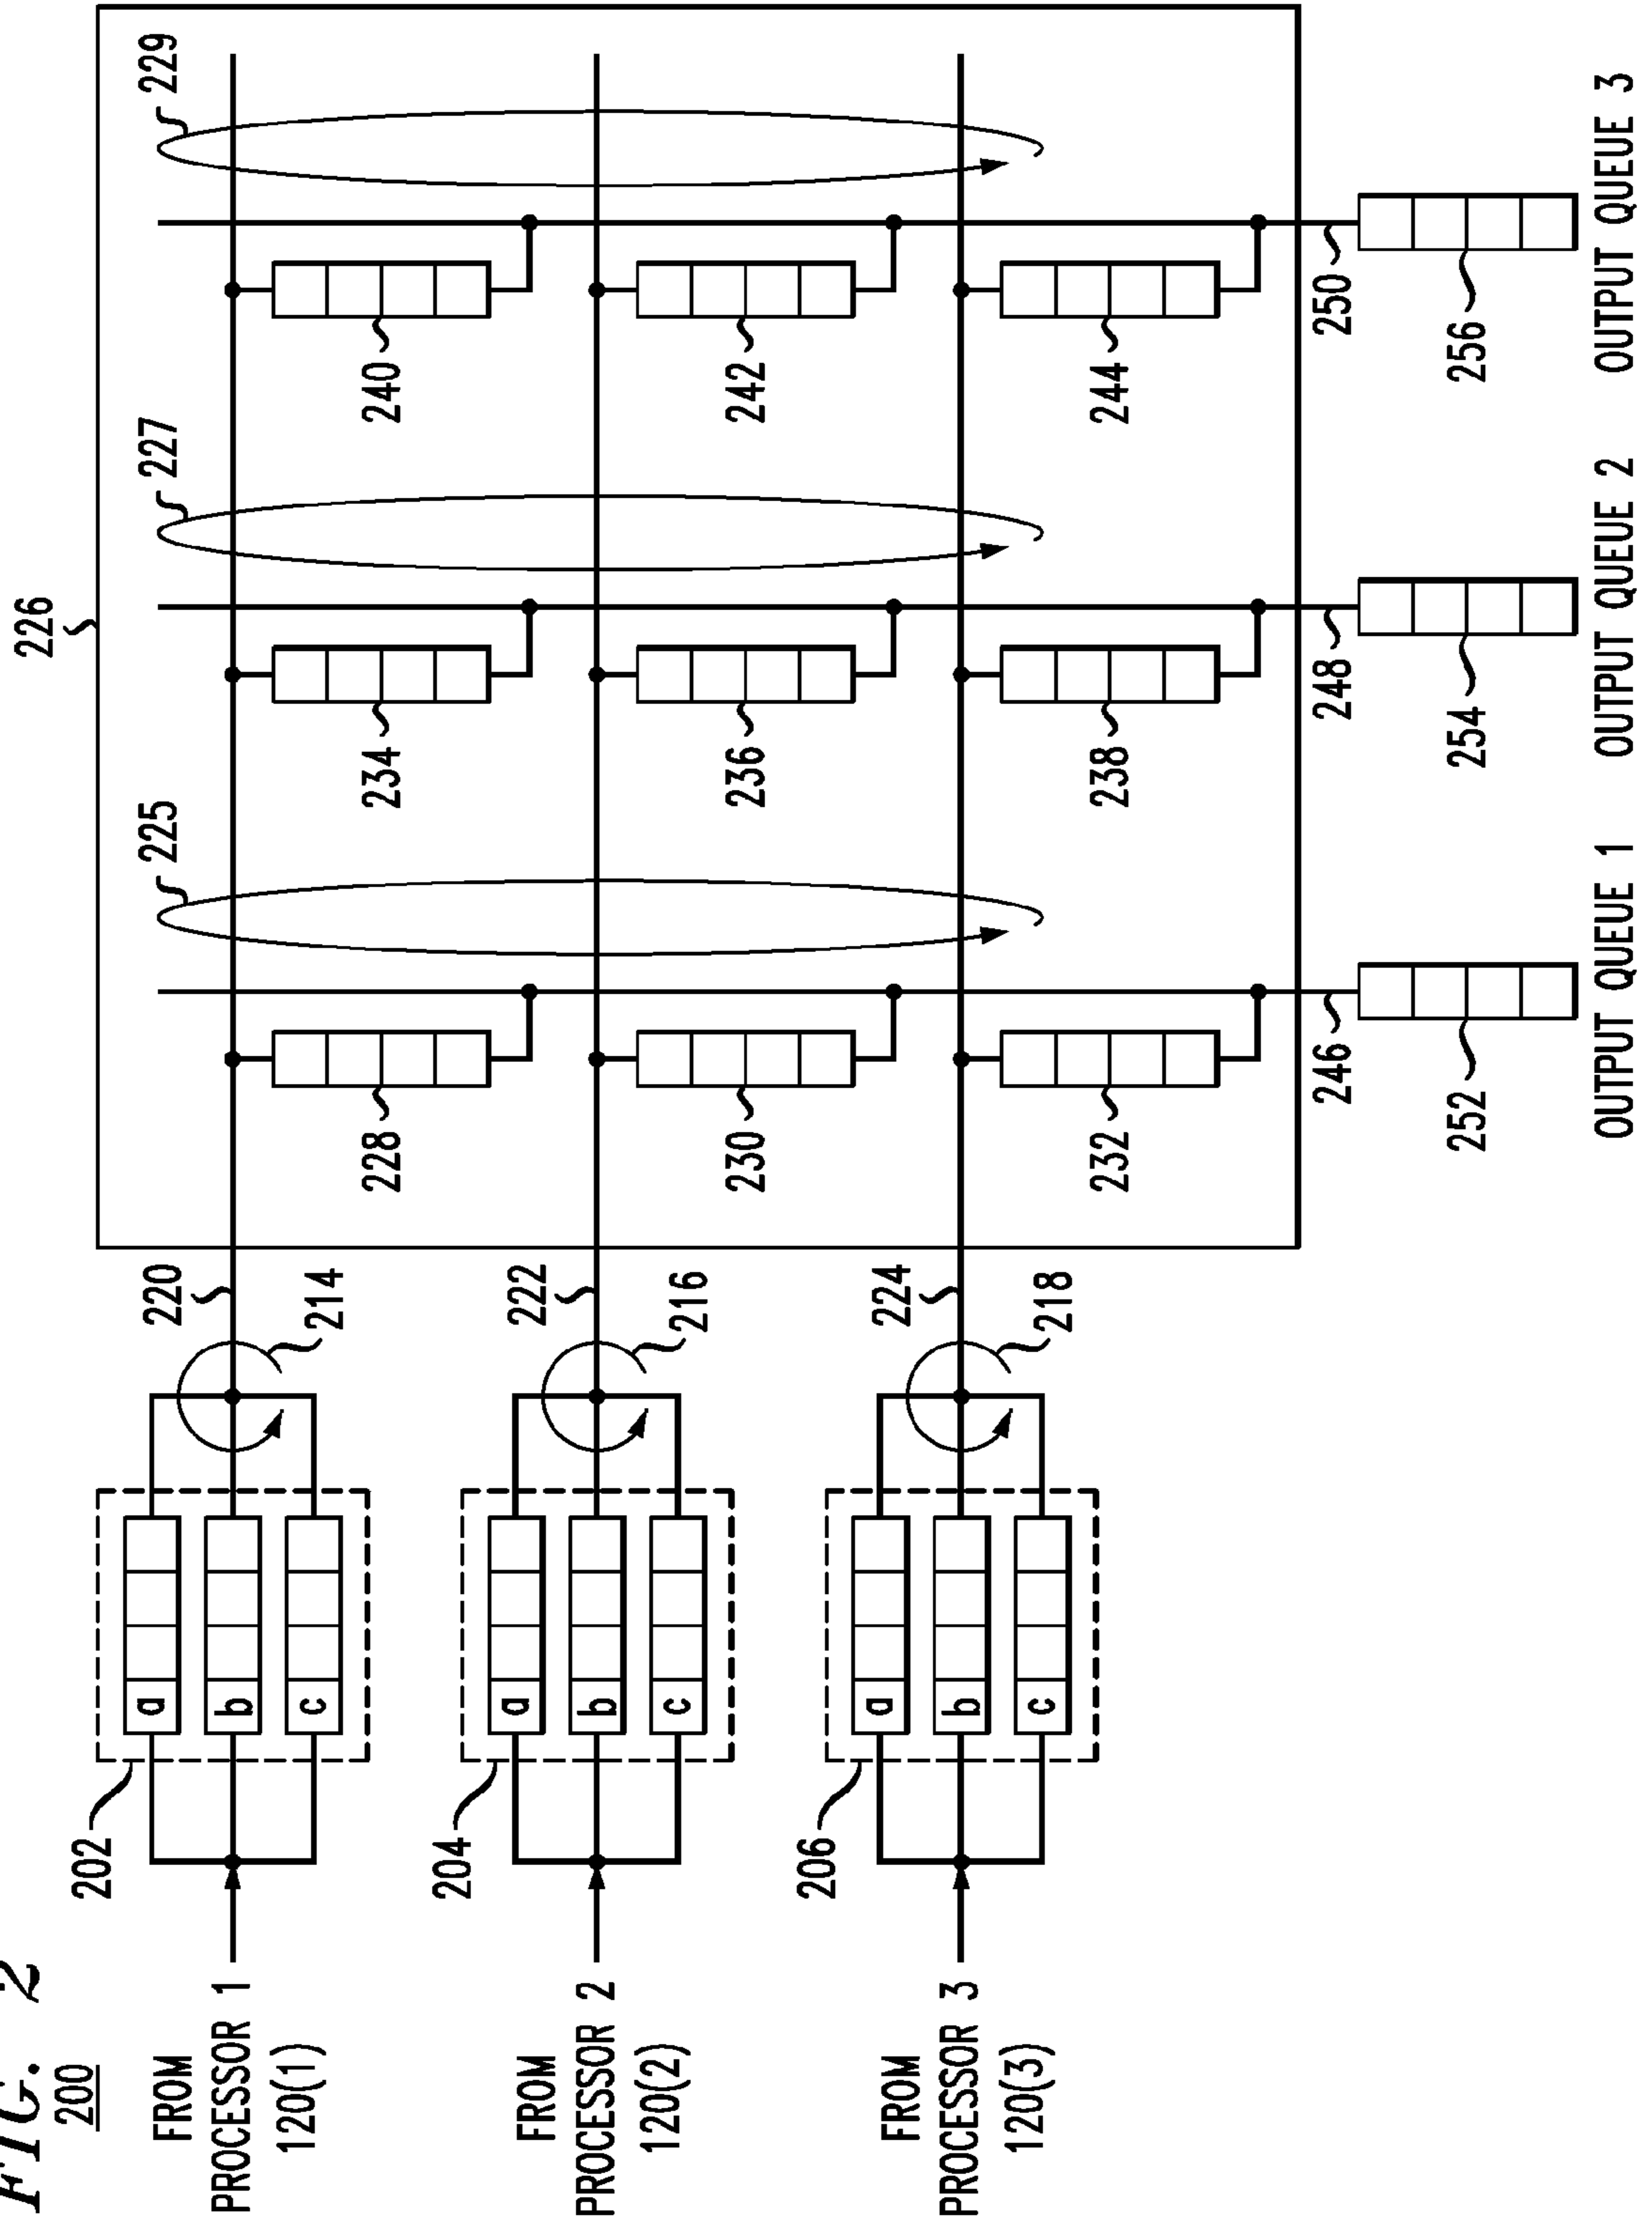 FIG. 2
200
FROM
PROCESSOR 1
120(1)
202
a
b
c
214
220
FROM
PROCESSOR 2
120(2)
204
a
b
c
216
222
FROM
PROCESSOR 3
120(3)
206
a
b
c
218
224
226
225
227
229
228
234
240
230
236
242
232
238
244
246
248
250
252
254
256
OUTPUT QUEUE 1
OUTPUT QUEUE 2
OUTPUT QUEUE 3